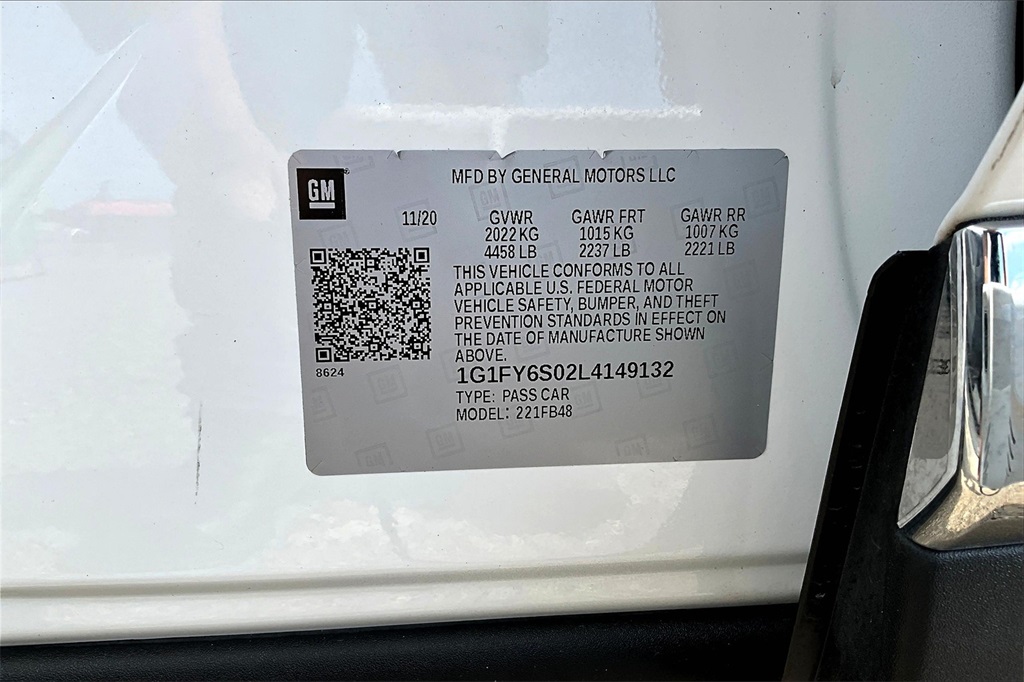 GM
MFD BY GENERAL MOTORS LLC
11/20 GVWR GAWR FRT GAWR RR
2022 KG 1015 KG 1007 KG
4458 LB 2237 LB 2221 LB
THIS VEHICLE CONFORMS TO ALL
APPLICABLE U.S. FEDERAL MOTOR
VEHICLE SAFETY, BUMPER, AND THEFT
PREVENTION STANDARDS IN EFFECT ON
THE DATE OF MANUFACTURE SHOWN
ABOVE.
8624
1G1FY6S02L4149132
TYPE: PASS CAR
MODEL: 221FB48